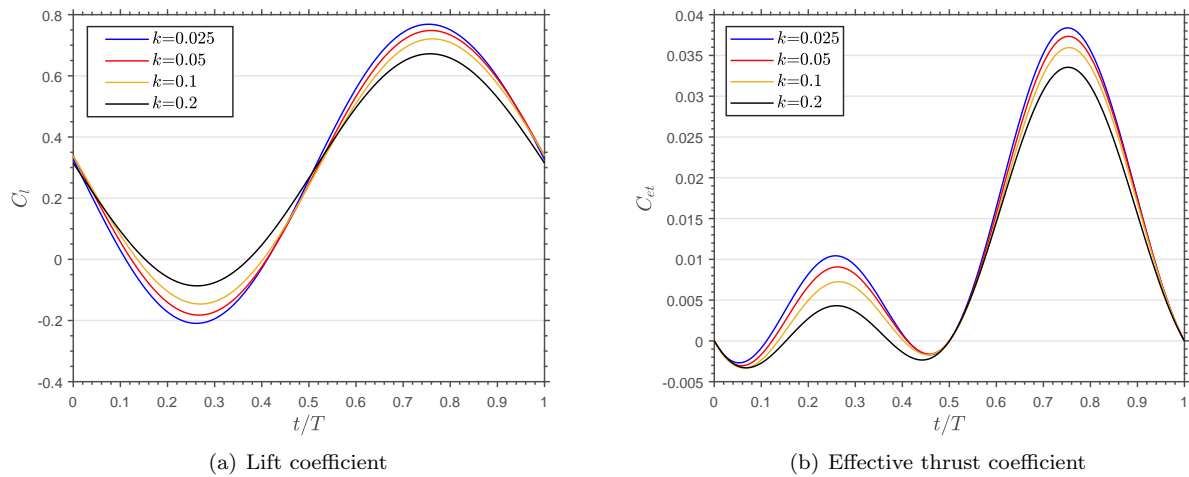 k=0.025
k=0.05
k=0.1
k=0.2
0.8
0.6
0.4
0.2
0
-0.2
-0.4
C_l
0 0.1 0.2 0.3 0.4 0.5 0.6 0.7 0.8 0.9 1
t/T
(a) Lift coefficient
k=0.025
k=0.05
k=0.1
k=0.2
0.04
0.035
0.03
0.025
0.02
0.015
0.01
0.005
0
-0.005
C_{et}
0 0.1 0.2 0.3 0.4 0.5 0.6 0.7 0.8 0.9 1
t/T
(b) Effective thrust coefficient